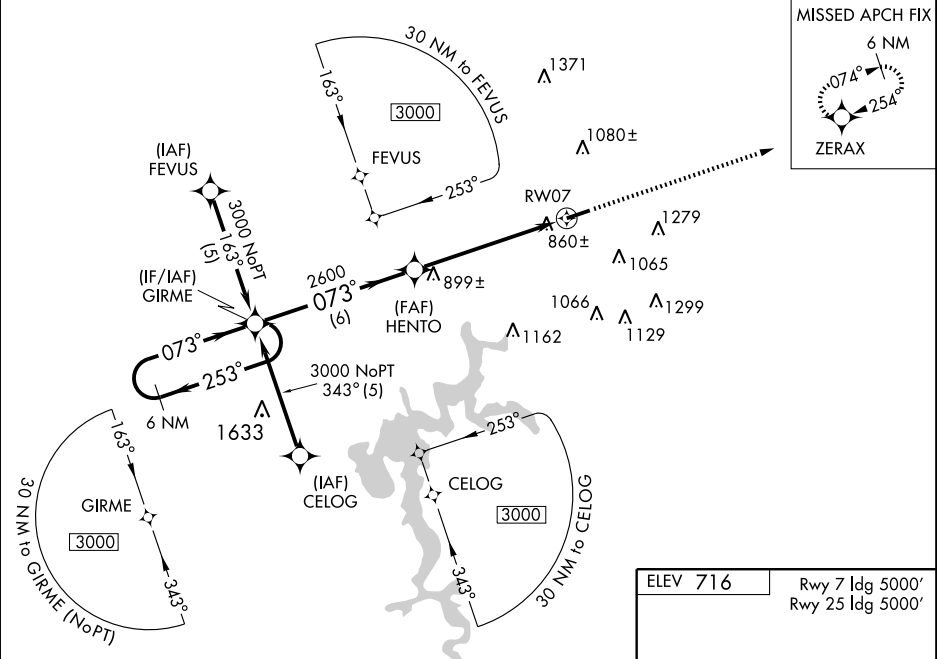 MISSED APCH FIX
6 NM
074°
254°
ZERAX
30 NM to FEVUS
163°
3000
FEVUS
253°
1371
1080±
(IAF)
FEVUS
3000 NoPT
163°
(5)
RW07
860±
1279
1065
(IF/IAF)
GIRME
2600
073°
(6)
899±
(FAF)
HENTO
1066
1299
1129
1162
073°
253°
6 NM
3000 NoPT
343° (5)
1633
(IAF)
CELOG
163°
GIRME
3000
343°
30 NM to GIRME (NoPT)
253°
CELOG
3000
343°
30 NM to CELOG
ELEV 716
Rwy 7 ldg 5000'
Rwy 25 ldg 5000'